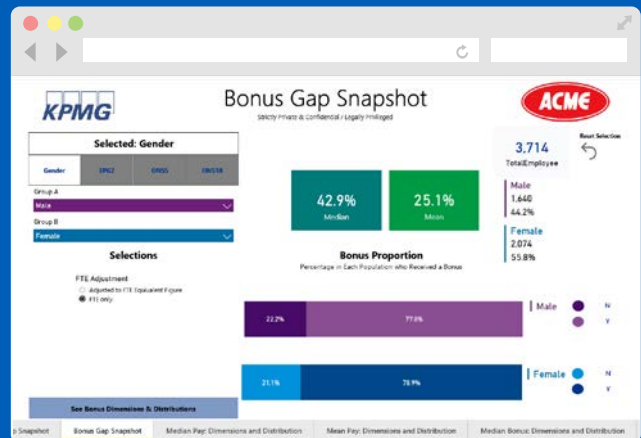 KPMG
Bonus Gap Snapshot
Strictly Private & Confidential / Legally Privileged
ACME
Selected: Gender
Gender
Group A
Male
Group B
Female
Selections
FTE Adjustment
Adjusted to FTE Equivalent Figure
FTE only
See Bonus Dimensions & Distributions
42.9%
Median
25.1%
Mean
3,714
TotalEmployee
Reset Selection
Male
1,640
44.2%
Female
2,074
55.8%
Bonus Proportion
Percentage in Each Population who Received a Bonus
22.2%
77.8%
Male
N
Y
21.1%
78.9%
Female
N
Y
p Snapshot
Bonus Gap Snapshot
Median Pay: Dimensions and Distribution
Mean Pay: Dimensions and Distribution
Median Bonus: Dimensions and Distribution